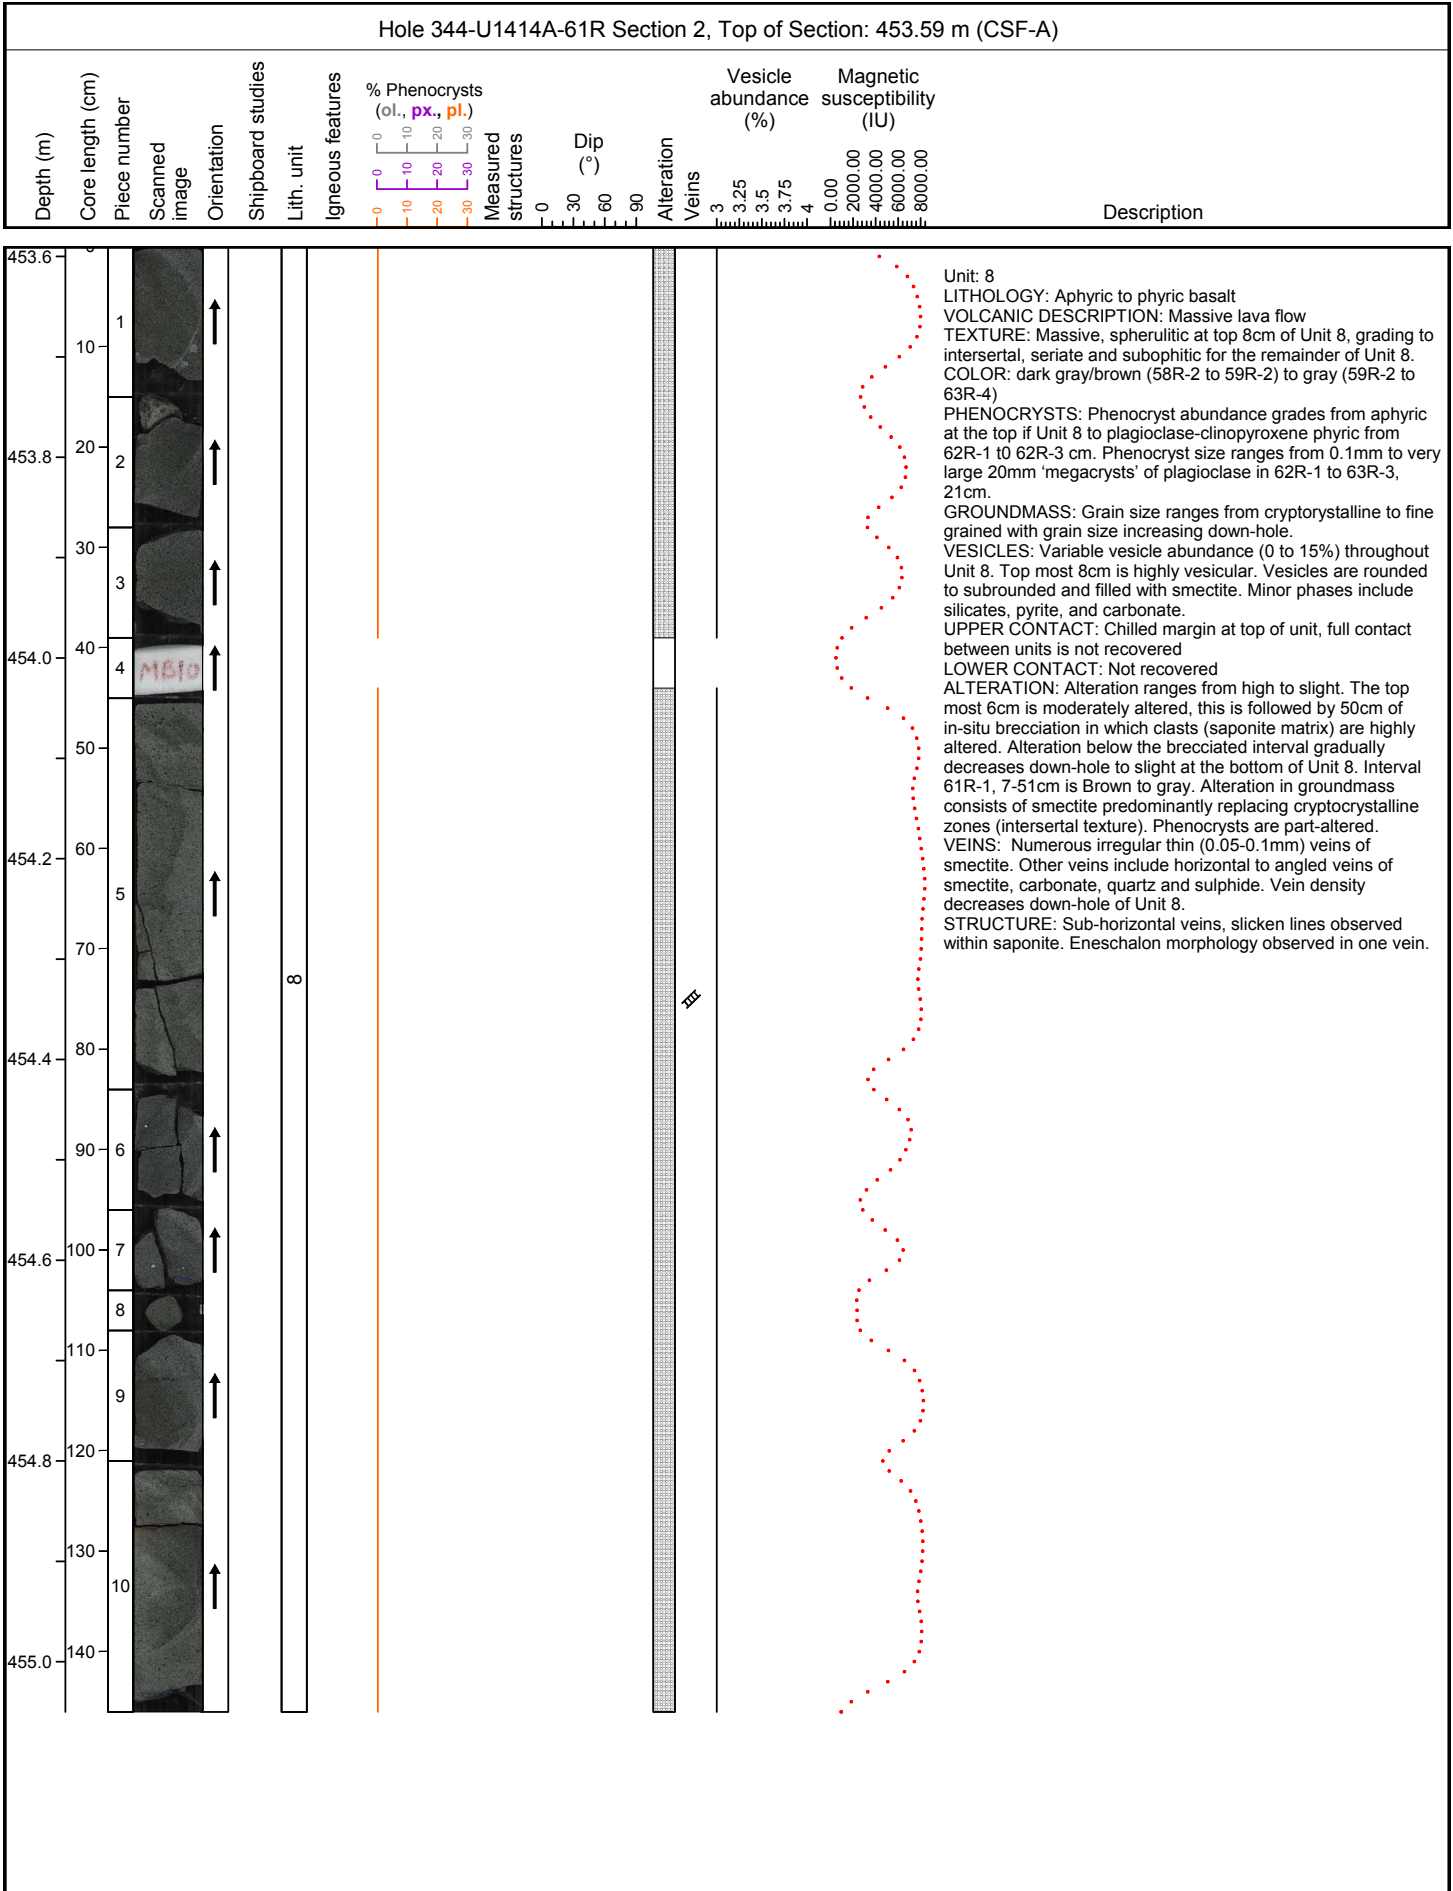 Hole 344-U1414A-61R Section 2, Top of Section: 453.59 m (CSF-A)
Depth (m)
Core length (cm)
Piece number
Scanned
image
Orientation
Shipboard studies
Lith. unit
Igneous features
% Phenocrysts
(ol., px., pl.)
0 10 20 30
0 10 20 30
0 10 20 30
Measured
structures
Dip
(°)
0 30 60 90
Alteration
Veins
Vesicle
abundance
(%)
3 3.25 3.5 3.75 4
Magnetic
susceptibility
(IU)
0.00 2000.00 4000.00 6000.00 8000.00
Description
453.6
453.8
454.0
454.2
454.4
454.6
454.8
455.0
0
10
20
30
40
50
60
70
80
90
100
110
120
130
140
1
2
3
4
5
6
7
8
9
10
MB10
8
Unit: 8
LITHOLOGY: Aphyric to phyric basalt
VOLCANIC DESCRIPTION: Massive lava flow
TEXTURE: Massive, spherulitic at top 8cm of Unit 8, grading to
intersertal, seriate and subophitic for the remainder of Unit 8.
COLOR: dark gray/brown (58R-2 to 59R-2) to gray (59R-2 to
63R-4)
PHENOCRYSTS: Phenocryst abundance grades from aphyric
at the top if Unit 8 to plagioclase-clinopyroxene phyric from
62R-1 t0 62R-3 cm. Phenocryst size ranges from 0.1mm to very
large 20mm ‘megacrysts’ of plagioclase in 62R-1 to 63R-3,
21cm.
GROUNDMASS: Grain size ranges from cryptorystalline to fine
grained with grain size increasing down-hole.
VESICLES: Variable vesicle abundance (0 to 15%) throughout
Unit 8. Top most 8cm is highly vesicular. Vesicles are rounded
to subrounded and filled with smectite. Minor phases include
silicates, pyrite, and carbonate.
UPPER CONTACT: Chilled margin at top of unit, full contact
between units is not recovered
LOWER CONTACT: Not recovered
ALTERATION: Alteration ranges from high to slight. The top
most 6cm is moderately altered, this is followed by 50cm of
in-situ brecciation in which clasts (saponite matrix) are highly
altered. Alteration below the brecciated interval gradually
decreases down-hole to slight at the bottom of Unit 8. Interval
61R-1, 7-51cm is Brown to gray. Alteration in groundmass
consists of smectite predominantly replacing cryptocrystalline
zones (intersertal texture). Phenocrysts are part-altered.
VEINS: Numerous irregular thin (0.05-0.1mm) veins of
smectite. Other veins include horizontal to angled veins of
smectite, carbonate, quartz and sulphide. Vein density
decreases down-hole of Unit 8.
STRUCTURE: Sub-horizontal veins, slicken lines observed
within saponite. Eneschalon morphology observed in one vein.